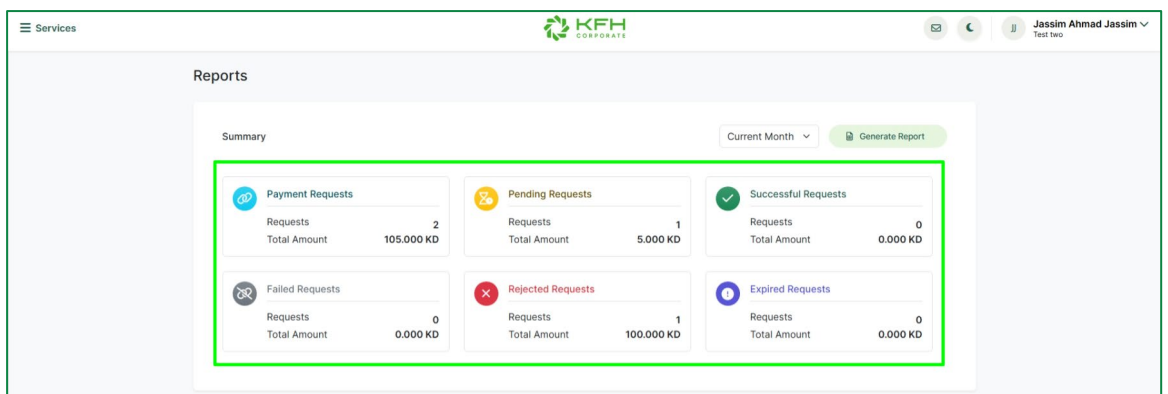 Services
KFH
CORPORATE
JJ
Jassim Ahmad Jassim
Test two
Reports
Summary
Current Month
Generate Report
Payment Requests
Requests 2
Total Amount 105.000 KD
Pending Requests
Requests 1
Total Amount 5.000 KD
Successful Requests
Requests 0
Total Amount 0.000 KD
Failed Requests
Requests 0
Total Amount 0.000 KD
Rejected Requests
Requests 1
Total Amount 100.000 KD
Expired Requests
Requests 0
Total Amount 0.000 KD